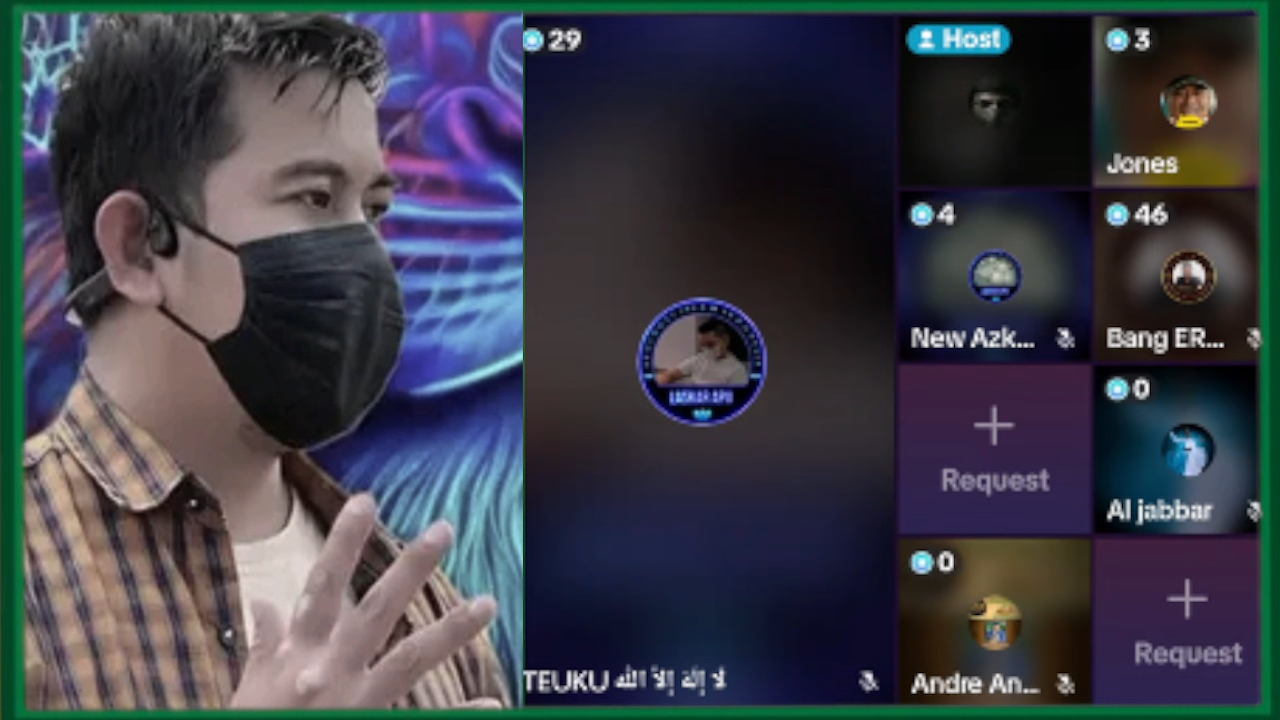 29
Host
3
Jones
4
New Azk...
46
Bang ER...
Request
0
Al jabbar
0
Andre An...
Request
TEUKU لا إله إلا الله